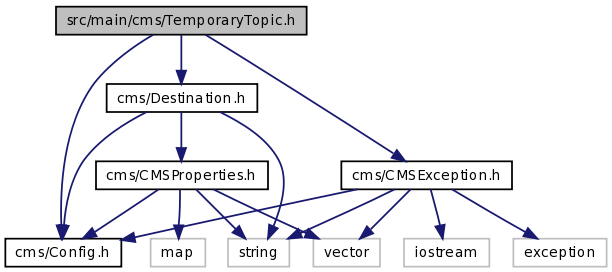 src/main/cms/TemporaryTopic.h
cms/Destination.h
cms/CMSProperties.h
cms/CMSException.h
cms/Config.h
map
string
vector
iostream
exception